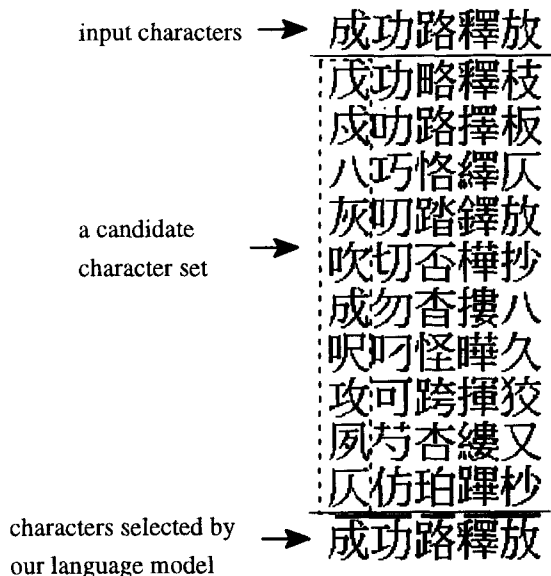 input characters
成功路釋放
戊功略釋枝
戍叻路擇板
八巧恪繹仄
a candidate
character set
灰叨踏鐸放
吹切否樺抄
成勿杳摟八
呎叼怪曄久
攻可跨揮狡
夙芍杏縷又
仄仿珀蹕杪
characters selected by
our language model
成功路釋放